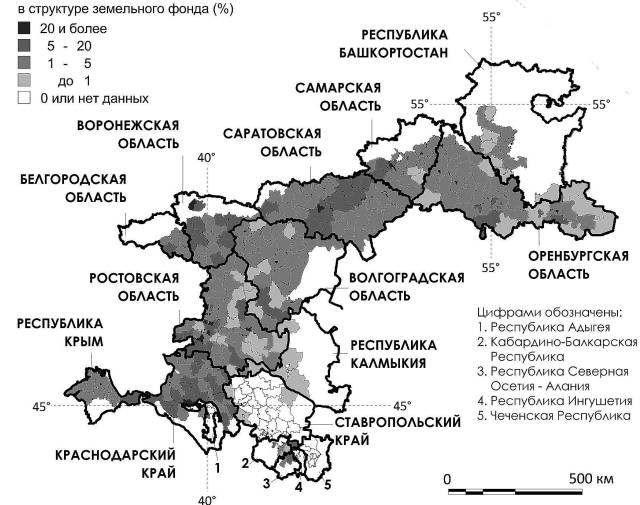 в структуре земельного фонда (%)
20 и более
5 - 20
1 - 5
до 1
0 или нет данных
55°
РЕСПУБЛИКА
БАШКОРТОСТАН
55°
55°
САМАРСКАЯ
ОБЛАСТЬ
ВОРОНЕЖСКАЯ
ОБЛАСТЬ
САРАТОВСКАЯ
ОБЛАСТЬ
40°
БЕЛГОРОДСКАЯ
ОБЛАСТЬ
55°
ОРЕНБУРГСКАЯ
ОБЛАСТЬ
РОСТОВСКАЯ
ОБЛАСТЬ
ВОЛГОГРАДСКАЯ
ОБЛАСТЬ
РЕСПУБЛИКА
КРЫМ
РЕСПУБЛИКА
КАЛМЫКИЯ
Цифрами обозначены:
1. Республика Адыгея
2. Кабардино-Балкарская
Республика
3. Республика Северная
Осетия - Алания
4. Республика Ингушетия
5. Чеченская Республика
45°
45°
СТАВРОПОЛЬСКИЙ
КРАЙ
КРАСНОДАРСКИЙ
КРАЙ
1
2
3
4
5
40°
0
500 км